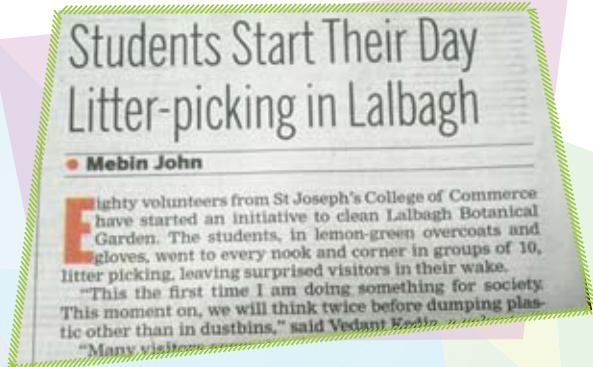 Students Start Their Day
Litter-picking in Lalbagh
• Mebin John
Eighty volunteers from St Joseph's College of Commerce
have started an initiative to clean Lalbagh Botanical
Garden. The students, in lemon-green overcoats and
gloves, went to every nook and corner in groups of 10,
litter picking, leaving surprised visitors in their wake.
"This the first time I am doing something for society.
This moment on, we will think twice before dumping plas-
tic other than in dustbins," said Vedant
"Many visitors